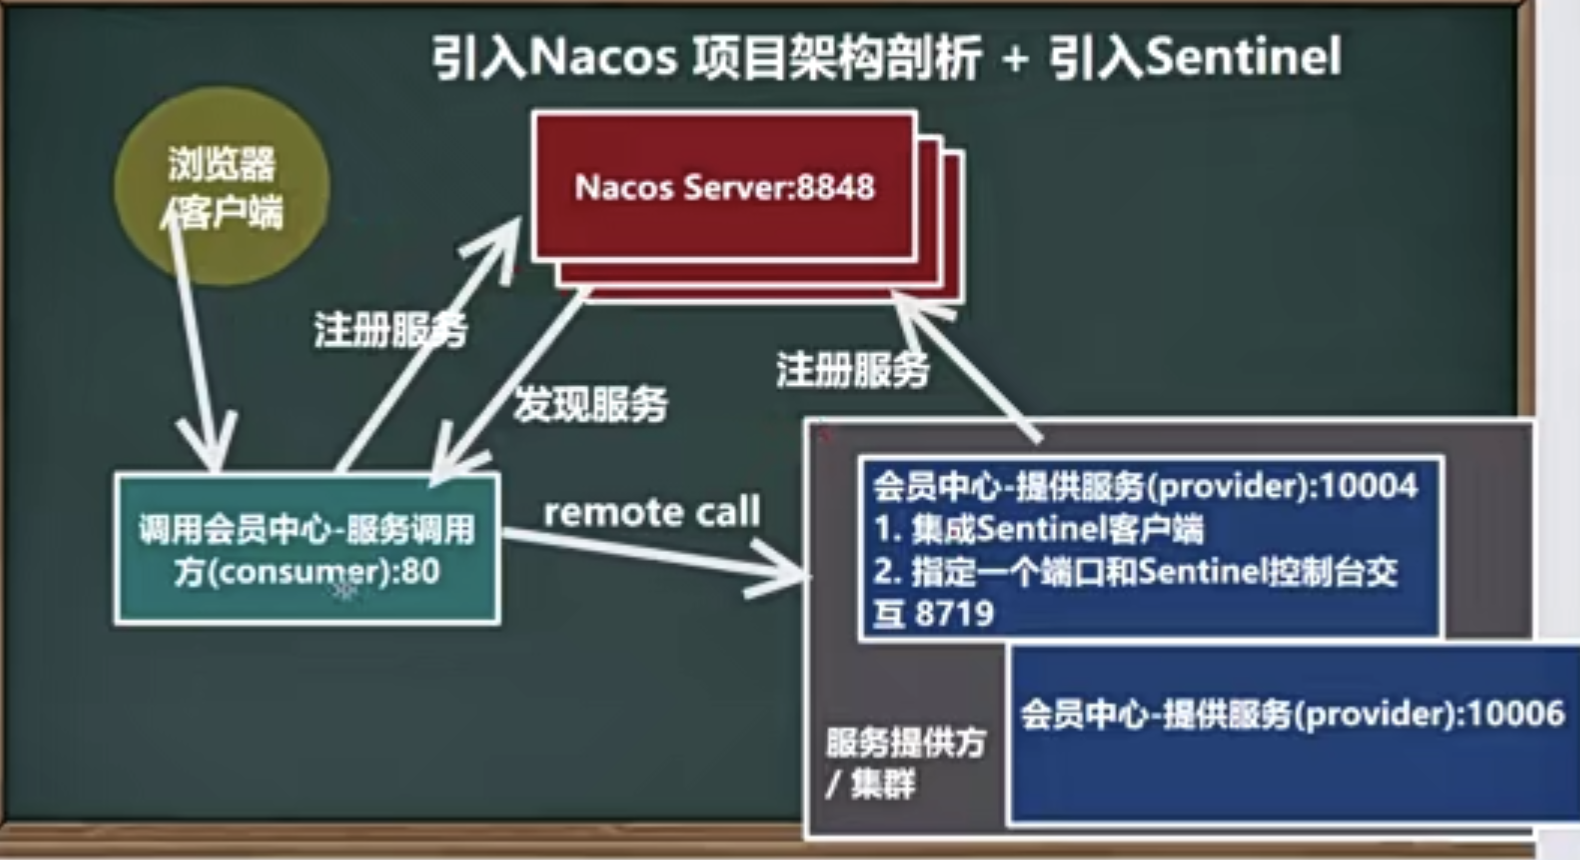 引入Nacos 项目架构剖析 + 引入Sentinel
浏览器
/客户端
Nacos Server:8848
注册服务
发现服务
注册服务
调用会员中心-服务调用
方(consumer):80
remote call
会员中心-提供服务(provider):10004
1. 集成Sentinel客户端
2. 指定一个端口和Sentinel控制台交
互 8719
会员中心-提供服务(provider):10006
服务提供方
/ 集群